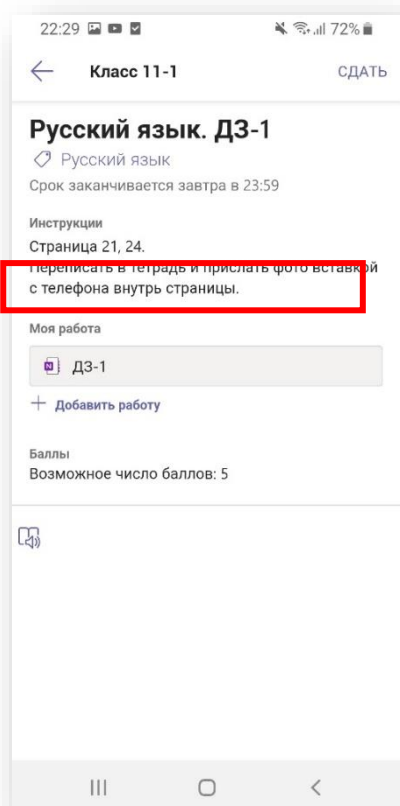 22:29 72%
Класс 11-1 СДАТЬ
Русский язык. ДЗ-1
Русский язык
Срок заканчивается завтра в 23:59
Инструкции
Страница 21, 24.
Переписать в тетрадь и прислать фото вставкой
с телефона внутрь страницы.
Моя работа
N ДЗ-1
+ Добавить работу
Баллы
Возможное число баллов: 5